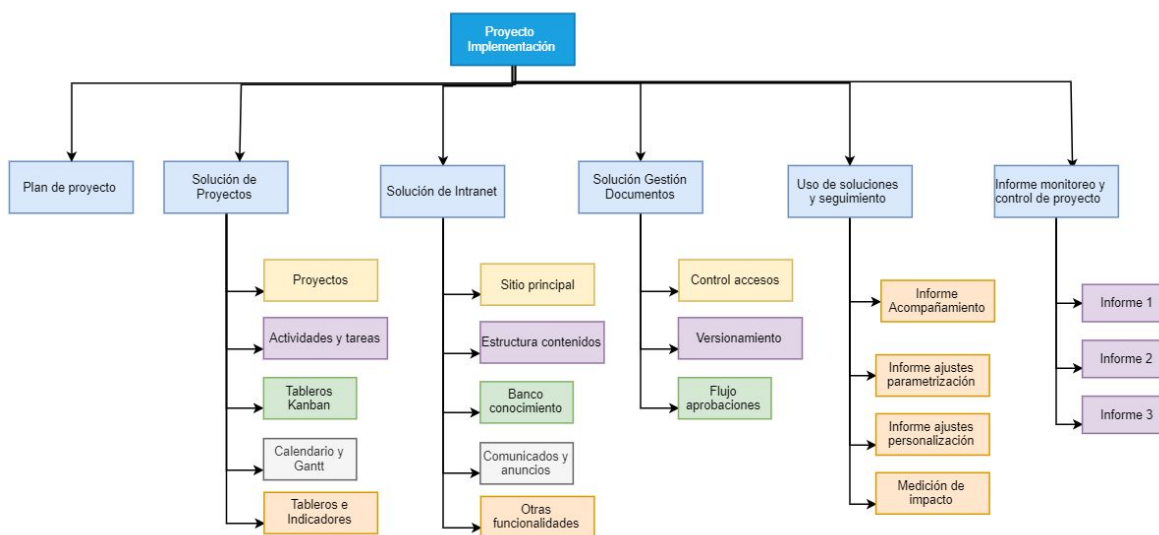 Proyecto
Implementación
Plan de proyecto
Solución de
Proyectos
Solución de Intranet
Solución Gestión
Documentos
Uso de soluciones
y seguimiento
Informe monitoreo y
control de proyecto
Proyectos
Actividades y tareas
Tableros
Kanban
Calendario y
Gantt
Tableros e
Indicadores
Sitio principal
Estructura contenidos
Banco
conocimiento
Comunicados y
anuncios
Otras
funcionalidades
Control accesos
Versionamiento
Flujo
aprobaciones
Informe
Acompañamiento
Informe ajustes
parametrización
Informe ajustes
personalización
Medición de
impacto
Informe 1
Informe 2
Informe 3